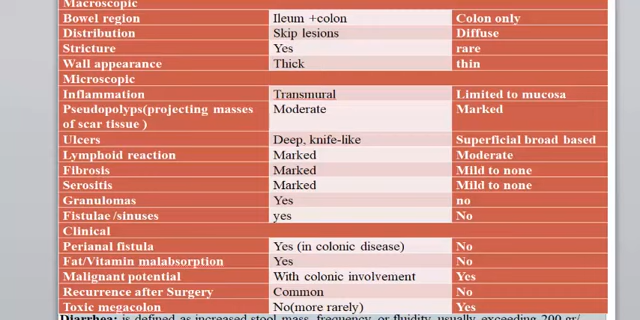 Macroscopic
Bowel region Ileum +colon Colon only
Distribution Skip lesions Diffuse
Stricture Yes rare
Wall appearance Thick thin
Microscopic
Inflammation Transmural Limited to mucosa
Pseudopolyps(projecting masses Moderate Marked
of scar tissue )
Ulcers Deep, knife-like Superficial broad based
Lymphoid reaction Marked Moderate
Fibrosis Marked Mild to none
Serositis Marked Mild to none
Granulomas Yes no
Fistulae /sinuses yes No
Clinical
Perianal fistula Yes (in colonic disease) No
Fat/Vitamin malabsorption Yes No
Malignant potential With colonic involvement Yes
Recurrence after Surgery Common No
Toxic megacolon No(more rarely) Yes
Diarrhea: is defined as increased stool mass, frequency, or fluidity, usually exceeding 200 gr/